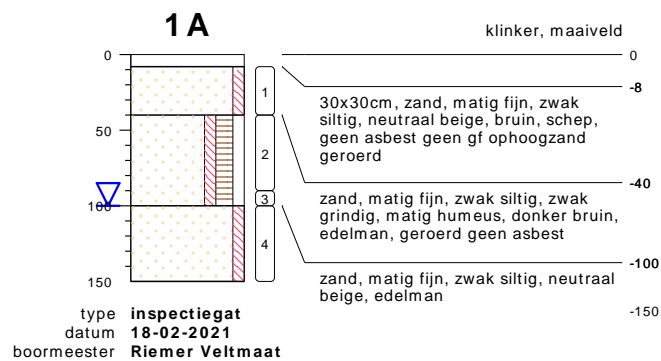 1A
klinker, maaiveld
0
0
-8
1
30x30cm, zand, matig fijn, zwak
siltig, neutraal beige, bruin, schep,
geen asbest geen gf ophoogzand
geroerd
50
2
-40
zand, matig fijn, zwak siltig, zwak
grindig, matig humeus, donker bruin,
edelman, geroerd geen asbest
3
100
4
-100
zand, matig fijn, zwak siltig, neutraal
beige, edelman
150
-150
type inspectiegat
datum 18-02-2021
boormeester Riemer Veltmaat